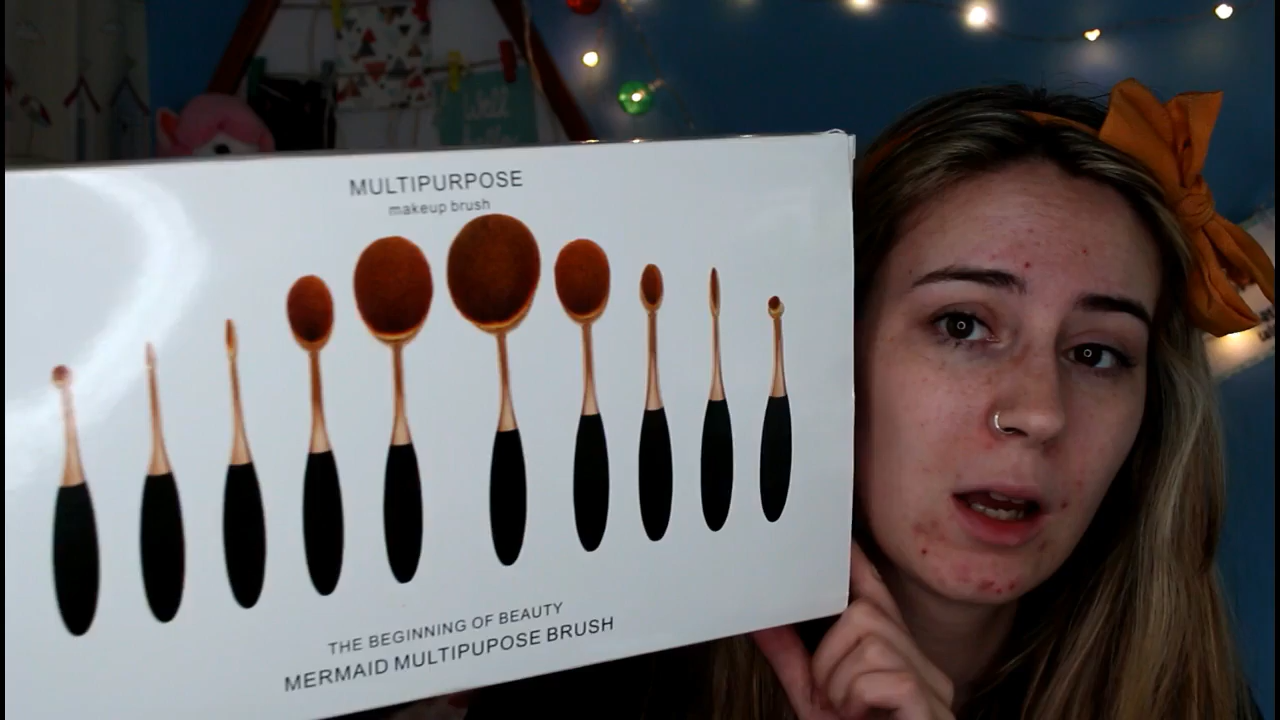 MULTIPURPOSE
makeup brush
THE BEGINNING OF BEAUTY
MERMAID MULTIPUPOSE BRUSH